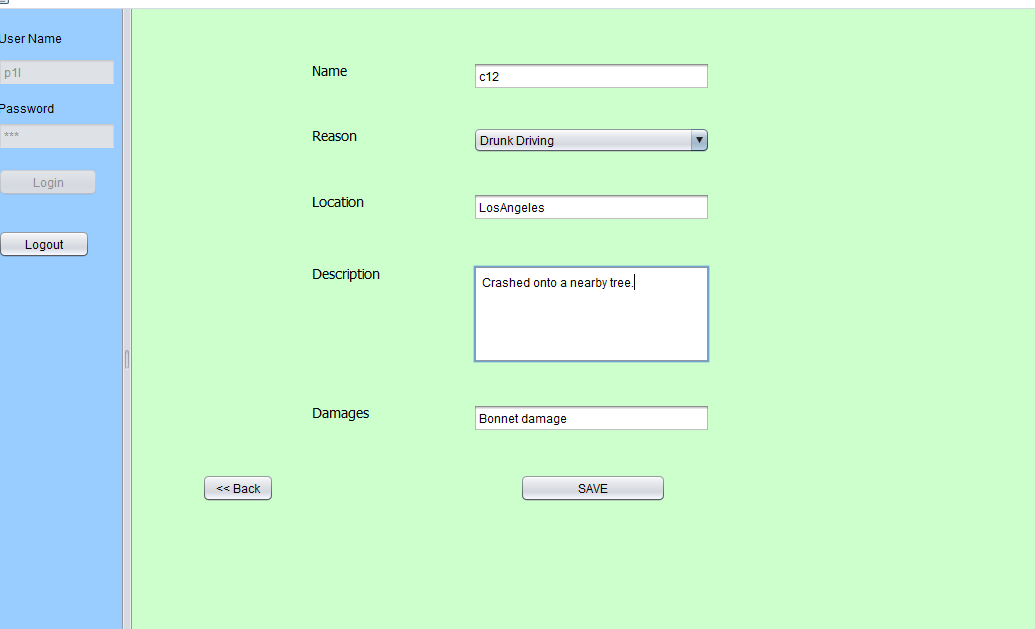 User Name
p1l
Password
***
Login
Logout
Name
c12
Reason
Drunk Driving
Location
LosAngeles
Description
Crashed onto a nearby tree.
Damages
Bonnet damage
<< Back
SAVE